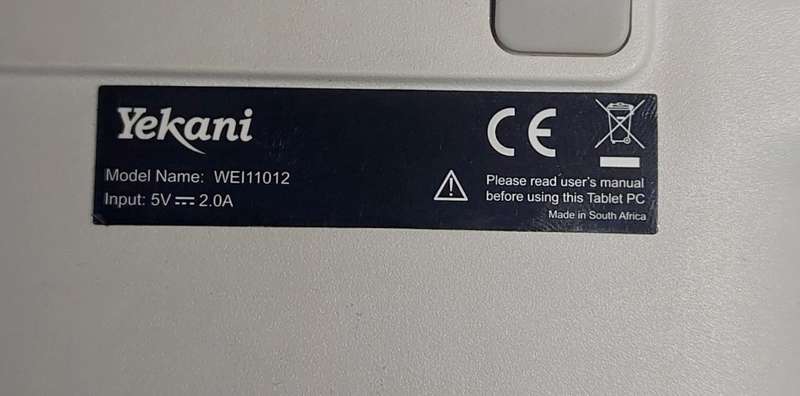 Yekani
CE
Model Name: WEI11012
Input: 5V ⎓ 2.0A
Please read user's manual
before using this Tablet PC
Made in South Africa